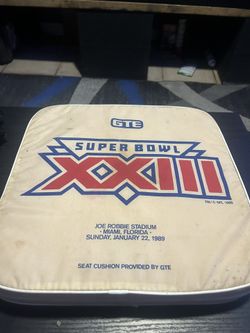 GTE
SUPER BOWL
XXIII
JOE ROBBIE STADIUM
· MIAMI, FLORIDA ·
SUNDAY, JANUARY 22, 1989
SEAT CUSHION PROVIDED BY GTE